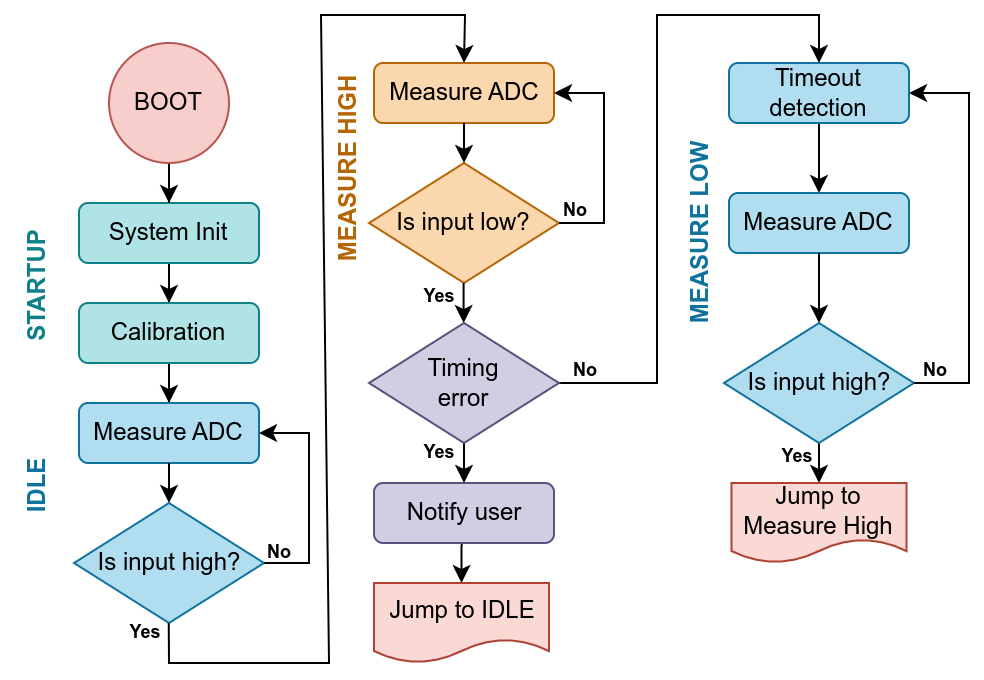 BOOT
STARTUP
System Init
Calibration
IDLE
Measure ADC
Is input high?
No
Yes
MEASURE HIGH
Measure ADC
Is input low?
No
Yes
Timing
error
No
Yes
Notify user
Jump to IDLE
MEASURE LOW
Timeout
detection
Measure ADC
Is input high?
No
Yes
Jump to
Measure High